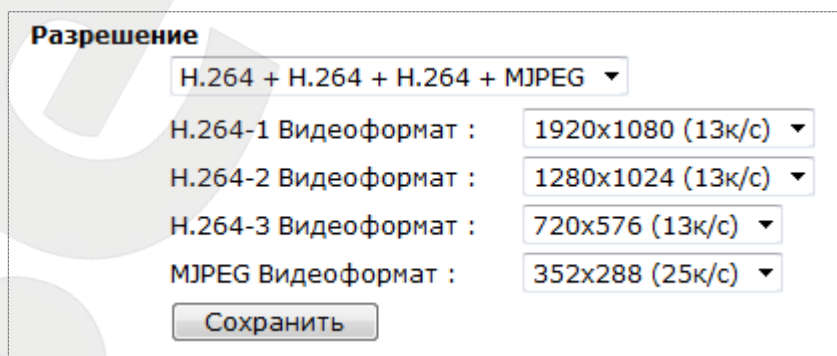 Разрешение
H.264 + H.264 + H.264 + MJPEG
H.264-1 Видеоформат : 1920x1080 (13к/с)
H.264-2 Видеоформат : 1280x1024 (13к/с)
H.264-3 Видеоформат : 720x576 (13к/с)
MJPEG Видеоформат : 352x288 (25к/с)
Сохранить